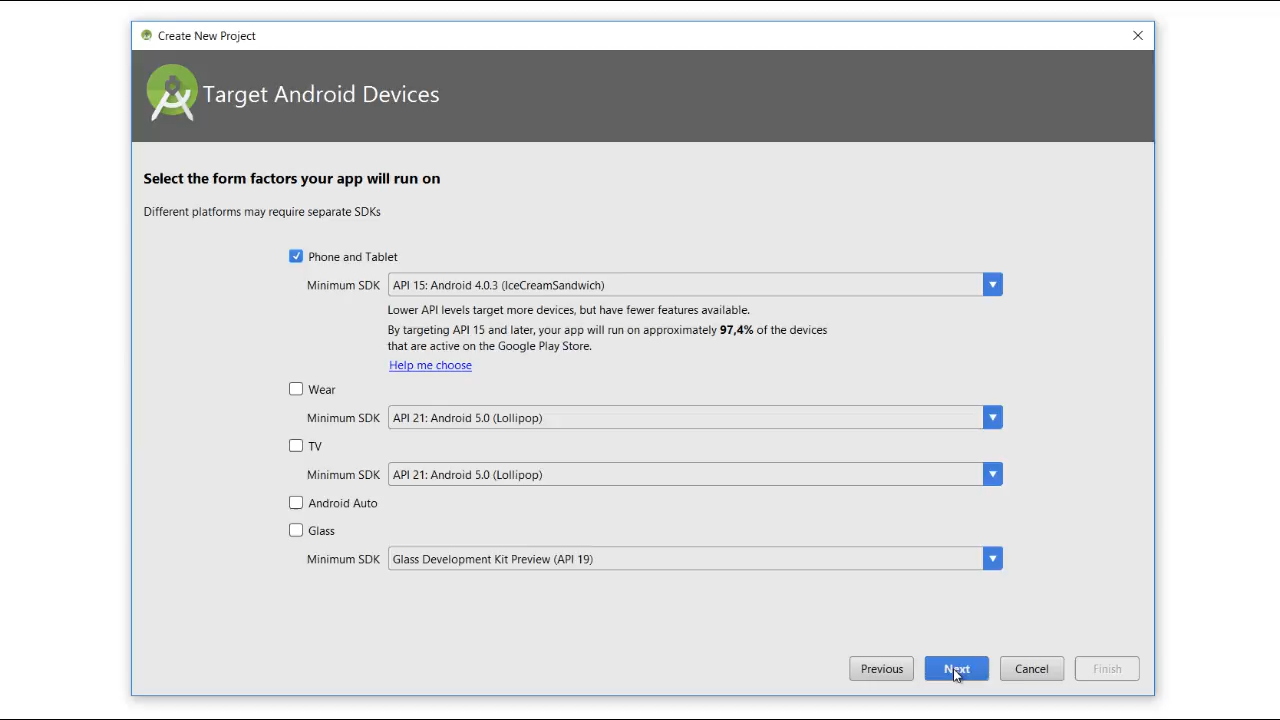 Create New Project
Target Android Devices
Select the form factors your app will run on
Different platforms may require separate SDKs
Phone and Tablet
Minimum SDK API 15: Android 4.0.3 (IceCreamSandwich)
Lower API levels target more devices, but have fewer features available.
By targeting API 15 and later, your app will run on approximately 97,4% of the devices
that are active on the Google Play Store.
Help me choose
Wear
Minimum SDK API 21: Android 5.0 (Lollipop)
TV
Minimum SDK API 21: Android 5.0 (Lollipop)
Android Auto
Glass
Minimum SDK Glass Development Kit Preview (API 19)
Previous Next Cancel Finish